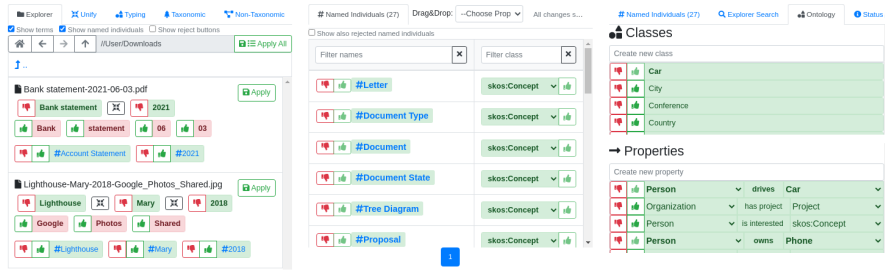 Explorer Unify Typing Taxonomic Non-Taxonomic
Show terms Show named individuals Show reject buttons
//User/Downloads Apply All
..
Bank statement-2021-06-03.pdf Apply
Bank statement 2021
Bank statement 06 03
#Account Statement #2021
Lighthouse-Mary-2018-Google_Photos_Shared.jpg Apply
Lighthouse Mary 2018
Google Photos Shared
#Lighthouse #Mary #2018
# Named Individuals (27) Drag&Drop: --Choose Prop All changes s...
Show also rejected named individuals
Filter names Filter class
#Letter skos:Concept
#Document Type skos:Concept
#Document skos:Concept
#Document State skos:Concept
#Tree Diagram skos:Concept
#Proposal skos:Concept
1
# Named Individuals (27) Explorer Search Ontology Status
Classes
Create new class
Car
City
Conference
Country
Properties
Create new property
Person drives Car
Organization has project Project
Person is interested skos:Concept
Person owns Phone